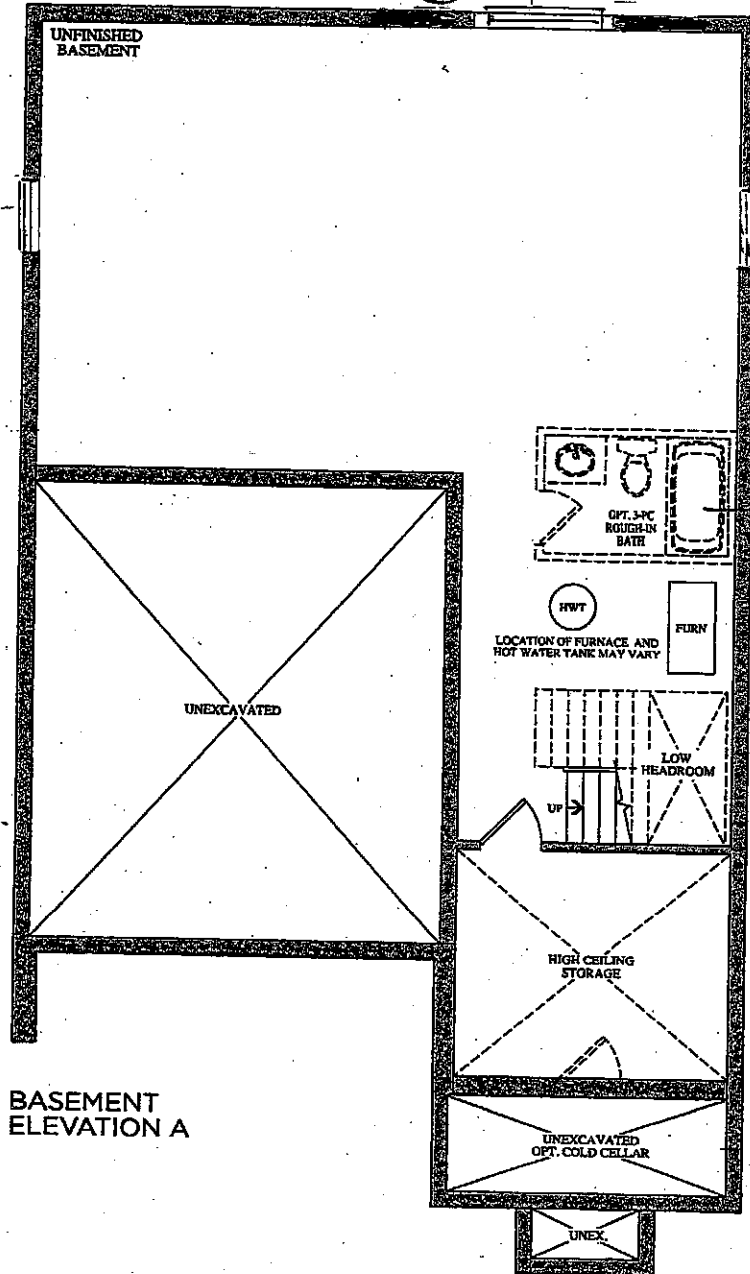 UNFINISHED
BASEMENT
OPT. 3-PC
ROUGH-IN
BATH
HWT
FURN
LOCATION OF FURNACE AND
HOT WATER TANK MAY VARY
UNEXCAVATED
LOW
HEADROOM
UP
HIGH CEILING
STORAGE
BASEMENT
ELEVATION A
UNEXCAVATED
OPT. COLD CELLAR
UNEX.